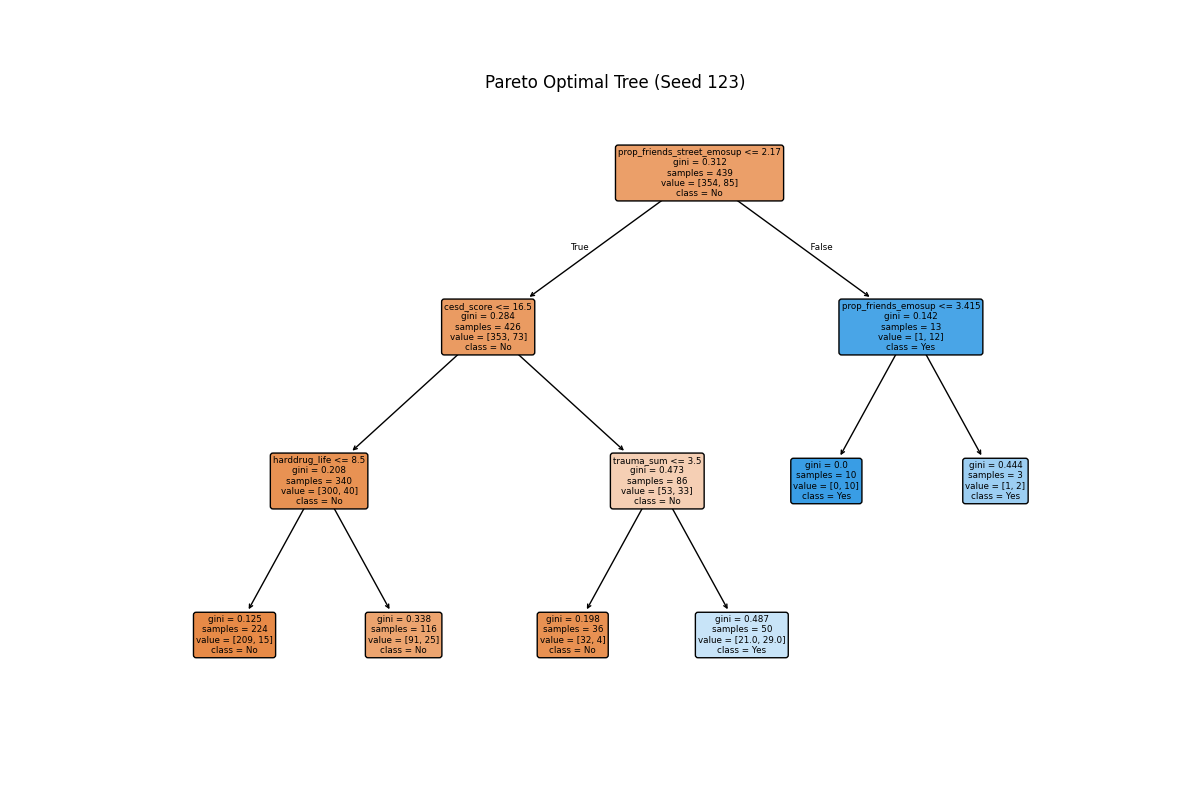 Pareto Optimal Tree (Seed 123)
prop_friends_street_emosup <= 2.17
gini = 0.312
samples = 439
value = [354, 85]
class = No
True
False
cesd_score <= 16.5
gini = 0.284
samples = 426
value = [353, 73]
class = No
prop_friends_emosup <= 3.415
gini = 0.142
samples = 13
value = [1, 12]
class = Yes
harddrug_life <= 8.5
gini = 0.208
samples = 340
value = [300, 40]
class = No
trauma_sum <= 3.5
gini = 0.473
samples = 86
value = [53, 33]
class = No
gini = 0.0
samples = 10
value = [0, 10]
class = Yes
gini = 0.444
samples = 3
value = [1, 2]
class = Yes
gini = 0.125
samples = 224
value = [209, 15]
class = No
gini = 0.338
samples = 116
value = [91, 25]
class = No
gini = 0.198
samples = 36
value = [32, 4]
class = No
gini = 0.487
samples = 50
value = [21.0, 29.0]
class = Yes